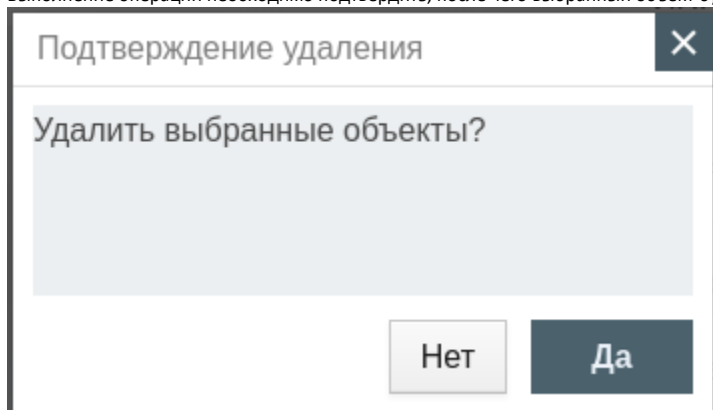 Подтверждение удаления
Удалить выбранные объекты?
Нет Да